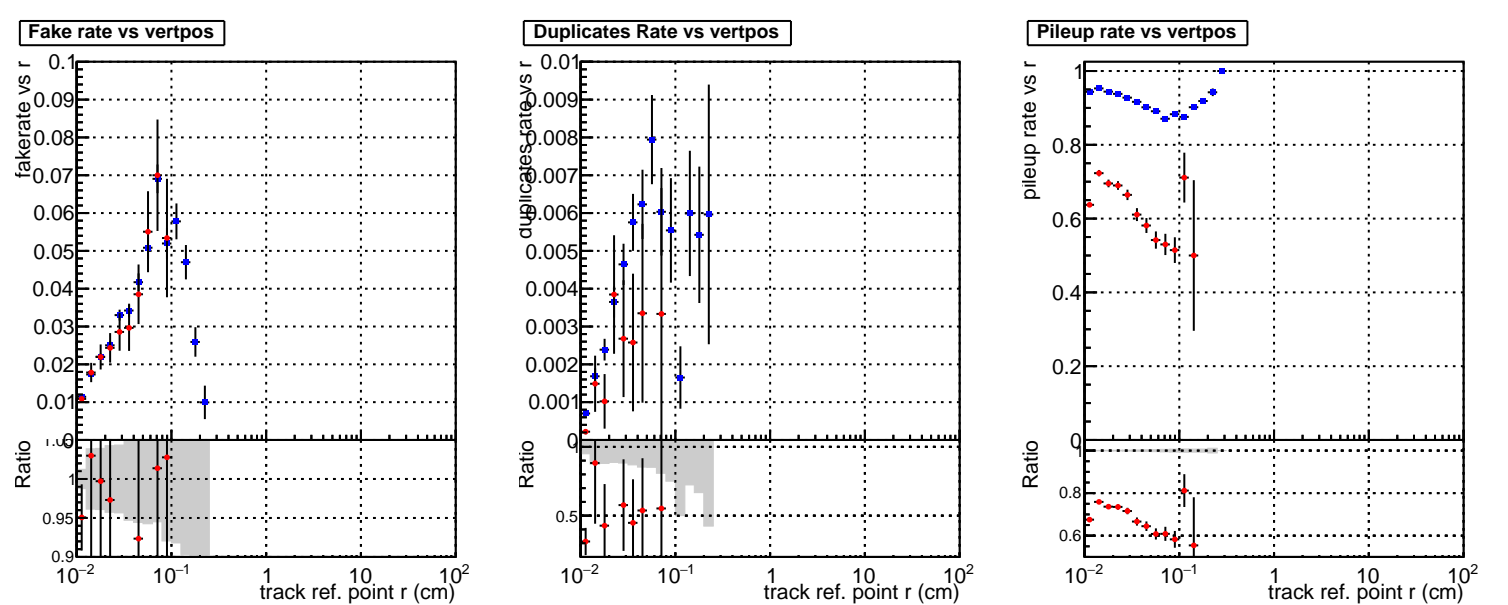 Fake rate vs vertpos
fakerate vs r
0.1
0.09
0.08
0.07
0.06
0.05
0.04
0.03
0.02
0.01
0
Ratio
1
0.95
0.9
10⁻² 10⁻¹ 1 10 10²
track ref. point r (cm)
Duplicates Rate vs vertpos
duplicates rate vs r
0.01
0.009
0.008
0.007
0.006
0.005
0.004
0.003
0.002
0.001
0
Ratio
0.5
10⁻² 10⁻¹ 1 10 10²
track ref. point r (cm)
Pileup rate vs vertpos
pileup rate vs r
1
0.8
0.6
0.4
0.2
0
Ratio
1
0.8
0.6
10⁻² 10⁻¹ 1 10 10²
track ref. point r (cm)